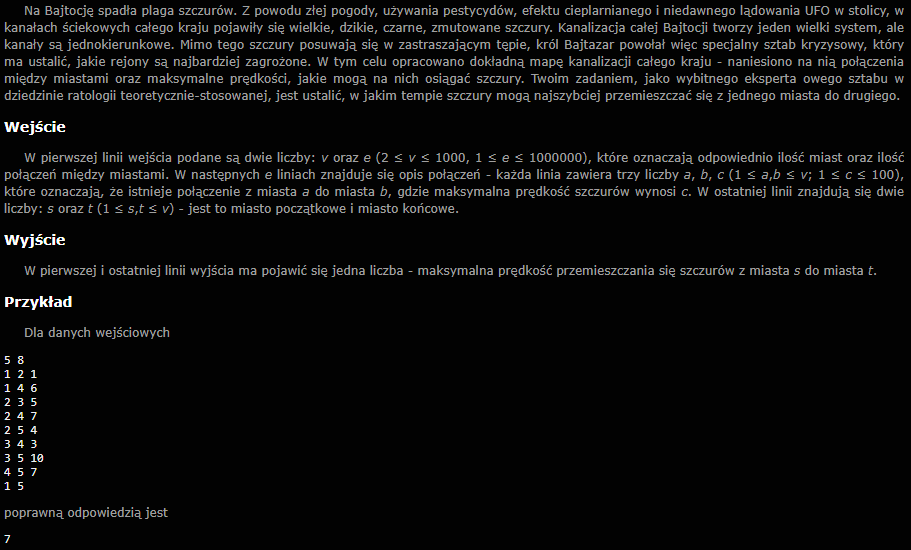 Na Bajtocję spadła plaga szczurów. Z powodu złej pogody, używania pestycydów, efektu cieplarnianego i niedawnego lądowania UFO w stolicy, w
kanałach ściekowych całego kraju pojawiły się wielkie, dzikie, czarne, zmutowane szczury. Kanalizacja całej Bajtocji tworzy jeden wielki system, ale
kanały są jednokierunkowe. Mimo tego szczury posuwają się w zastraszającym tępie, król Bajtazar powołał więc specjalny sztab kryzysowy, który
ma ustalić, jakie rejony są najbardziej zagrożone. W tym celu opracowano dokładną mapę kanalizacji całego kraju - naniesiono na nią połączenia
między miastami oraz maksymalne prędkości, jakie mogą na nich osiągać szczury. Twoim zadaniem, jako wybitnego eksperta owego sztabu w
dziedzinie ratologii teoretycznie-stosowanej, jest ustalić, w jakim tempie szczury mogą najszybciej przemieszczać się z jednego miasta do drugiego.
Wejście
W pierwszej linii wejścia podane są dwie liczby: v oraz e (2 ≤ v ≤ 1000, 1 ≤ e ≤ 1000000), które oznaczają odpowiednio ilość miast oraz ilość
połączeń między miastami. W następnych e liniach znajduje się opis połączeń - każda linia zawiera trzy liczby a, b, c (1 ≤ a,b ≤ v; 1 ≤ c ≤ 100),
które oznaczają, że istnieje połączenie z miasta a do miasta b, gdzie maksymalna prędkość szczurów wynosi c. W ostatniej linii znajdują się dwie
liczby: s oraz t (1 ≤ s,t ≤ v) - jest to miasto początkowe i miasto końcowe.
Wyjście
W pierwszej i ostatniej linii wyjścia ma pojawić się jedna liczba - maksymalna prędkość przemieszczania się szczurów z miasta s do miasta t.
Przykład
Dla danych wejściowych
5 8
1 2 1
1 4 6
2 3 5
2 4 7
2 5 4
3 4 3
3 5 10
4 5 7
1 5
poprawną odpowiedzią jest
7